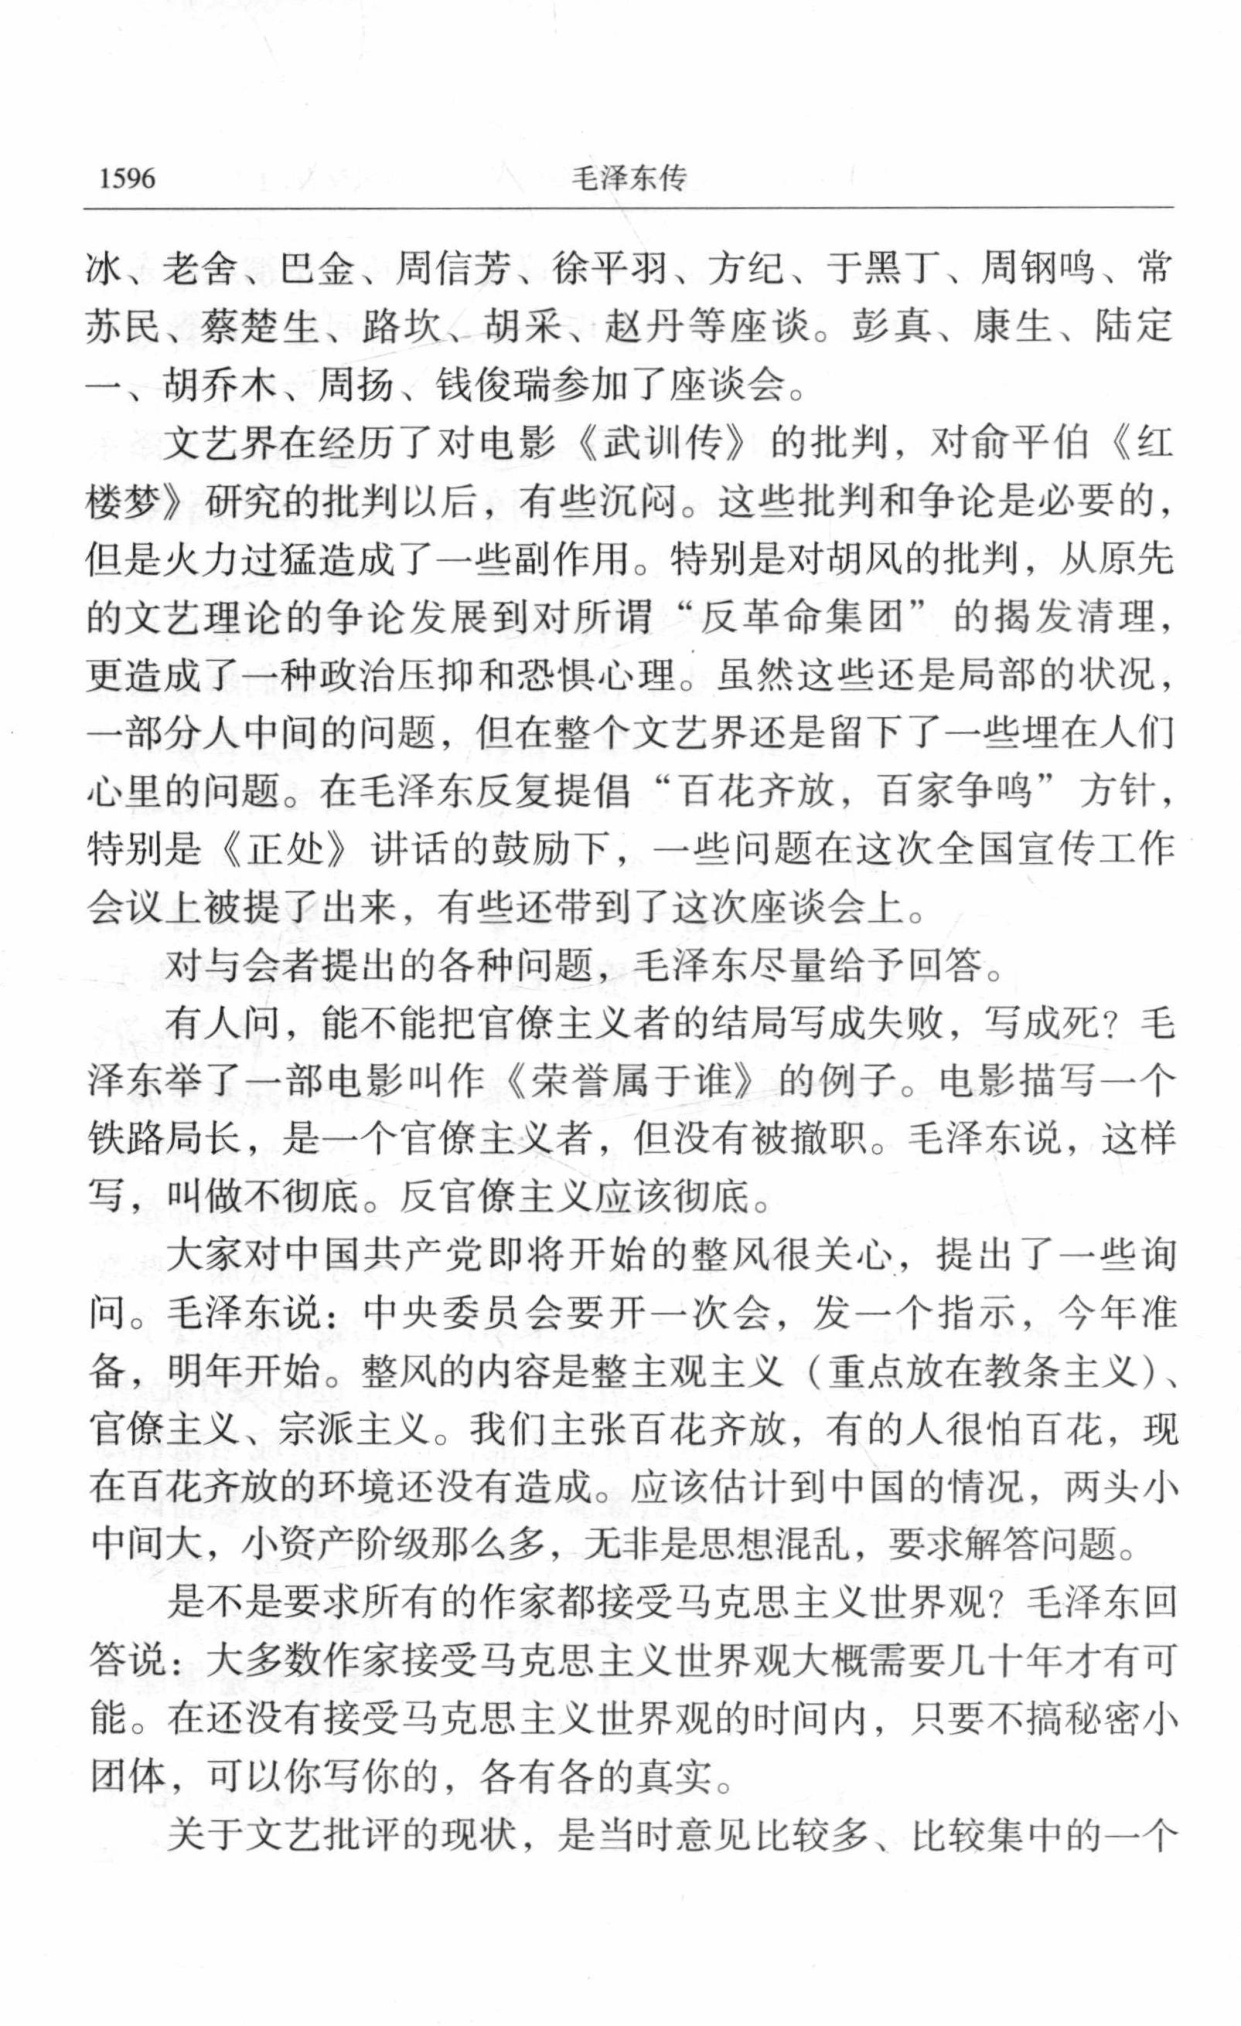 1596
毛泽东传
冰、老舍、巴金、周信芳、徐平羽、方纪、于黑丁、周钢鸣、常
苏民、蔡楚生、路坎、胡采、赵丹等座谈。彭真、康生、陆定
一、胡乔木、周扬、钱俊瑞参加了座谈会。
文艺界在经历了对电影《武训传》的批判，对俞平伯《红
楼梦》研究的批判以后，有些沉闷。这些批判和争论是必要的，
但是火力过猛造成了一些副作用。特别是对胡风的批判，从原先
的文艺理论的争论发展到对所谓“反革命集团”的揭发清理，
更造成了一种政治压抑和恐惧心理。虽然这些还是局部的状况，
一部分人中间的问题，但在整个文艺界还是留下了一些埋在人们
心里的问题。在毛泽东反复提倡“百花齐放，百家争鸣”方针，
特别是《正处》讲话的鼓励下，一些问题在这次全国宣传工作
会议上被提了出来，有些还带到了这次座谈会上。
对与会者提出的各种问题，毛泽东尽量给予回答。
有人问，能不能把官僚主义者的结局写成失败，写成死？毛
泽东举了一部电影叫作《荣誉属于谁》的例子。电影描写一个
铁路局长，是一个官僚主义者，但没有被撤职。毛泽东说，这样
写，叫做不彻底。反官僚主义应该彻底。
大家对中国共产党即将开始的整风很关心，提出了一些询
问。毛泽东说：中央委员会要开一次会，发一个指示，今年准
备，明年开始。整风的内容是整主观主义（重点放在教条主义）、
官僚主义、宗派主义。我们主张百花齐放，有的人很怕百花，现
在百花齐放的环境还没有造成。应该估计到中国的情况，两头小
中间大，小资产阶级那么多，无非是思想混乱，要求解答问题。
是不是要求所有的作家都接受马克思主义世界观？毛泽东回
答说：大多数作家接受马克思主义世界观大概需要几十年才有可
能。在还没有接受马克思主义世界观的时间内，只要不搞秘密小
团体，可以你写你的，各有各的真实。
关于文艺批评的现状，是当时意见比较多、比较集中的一个